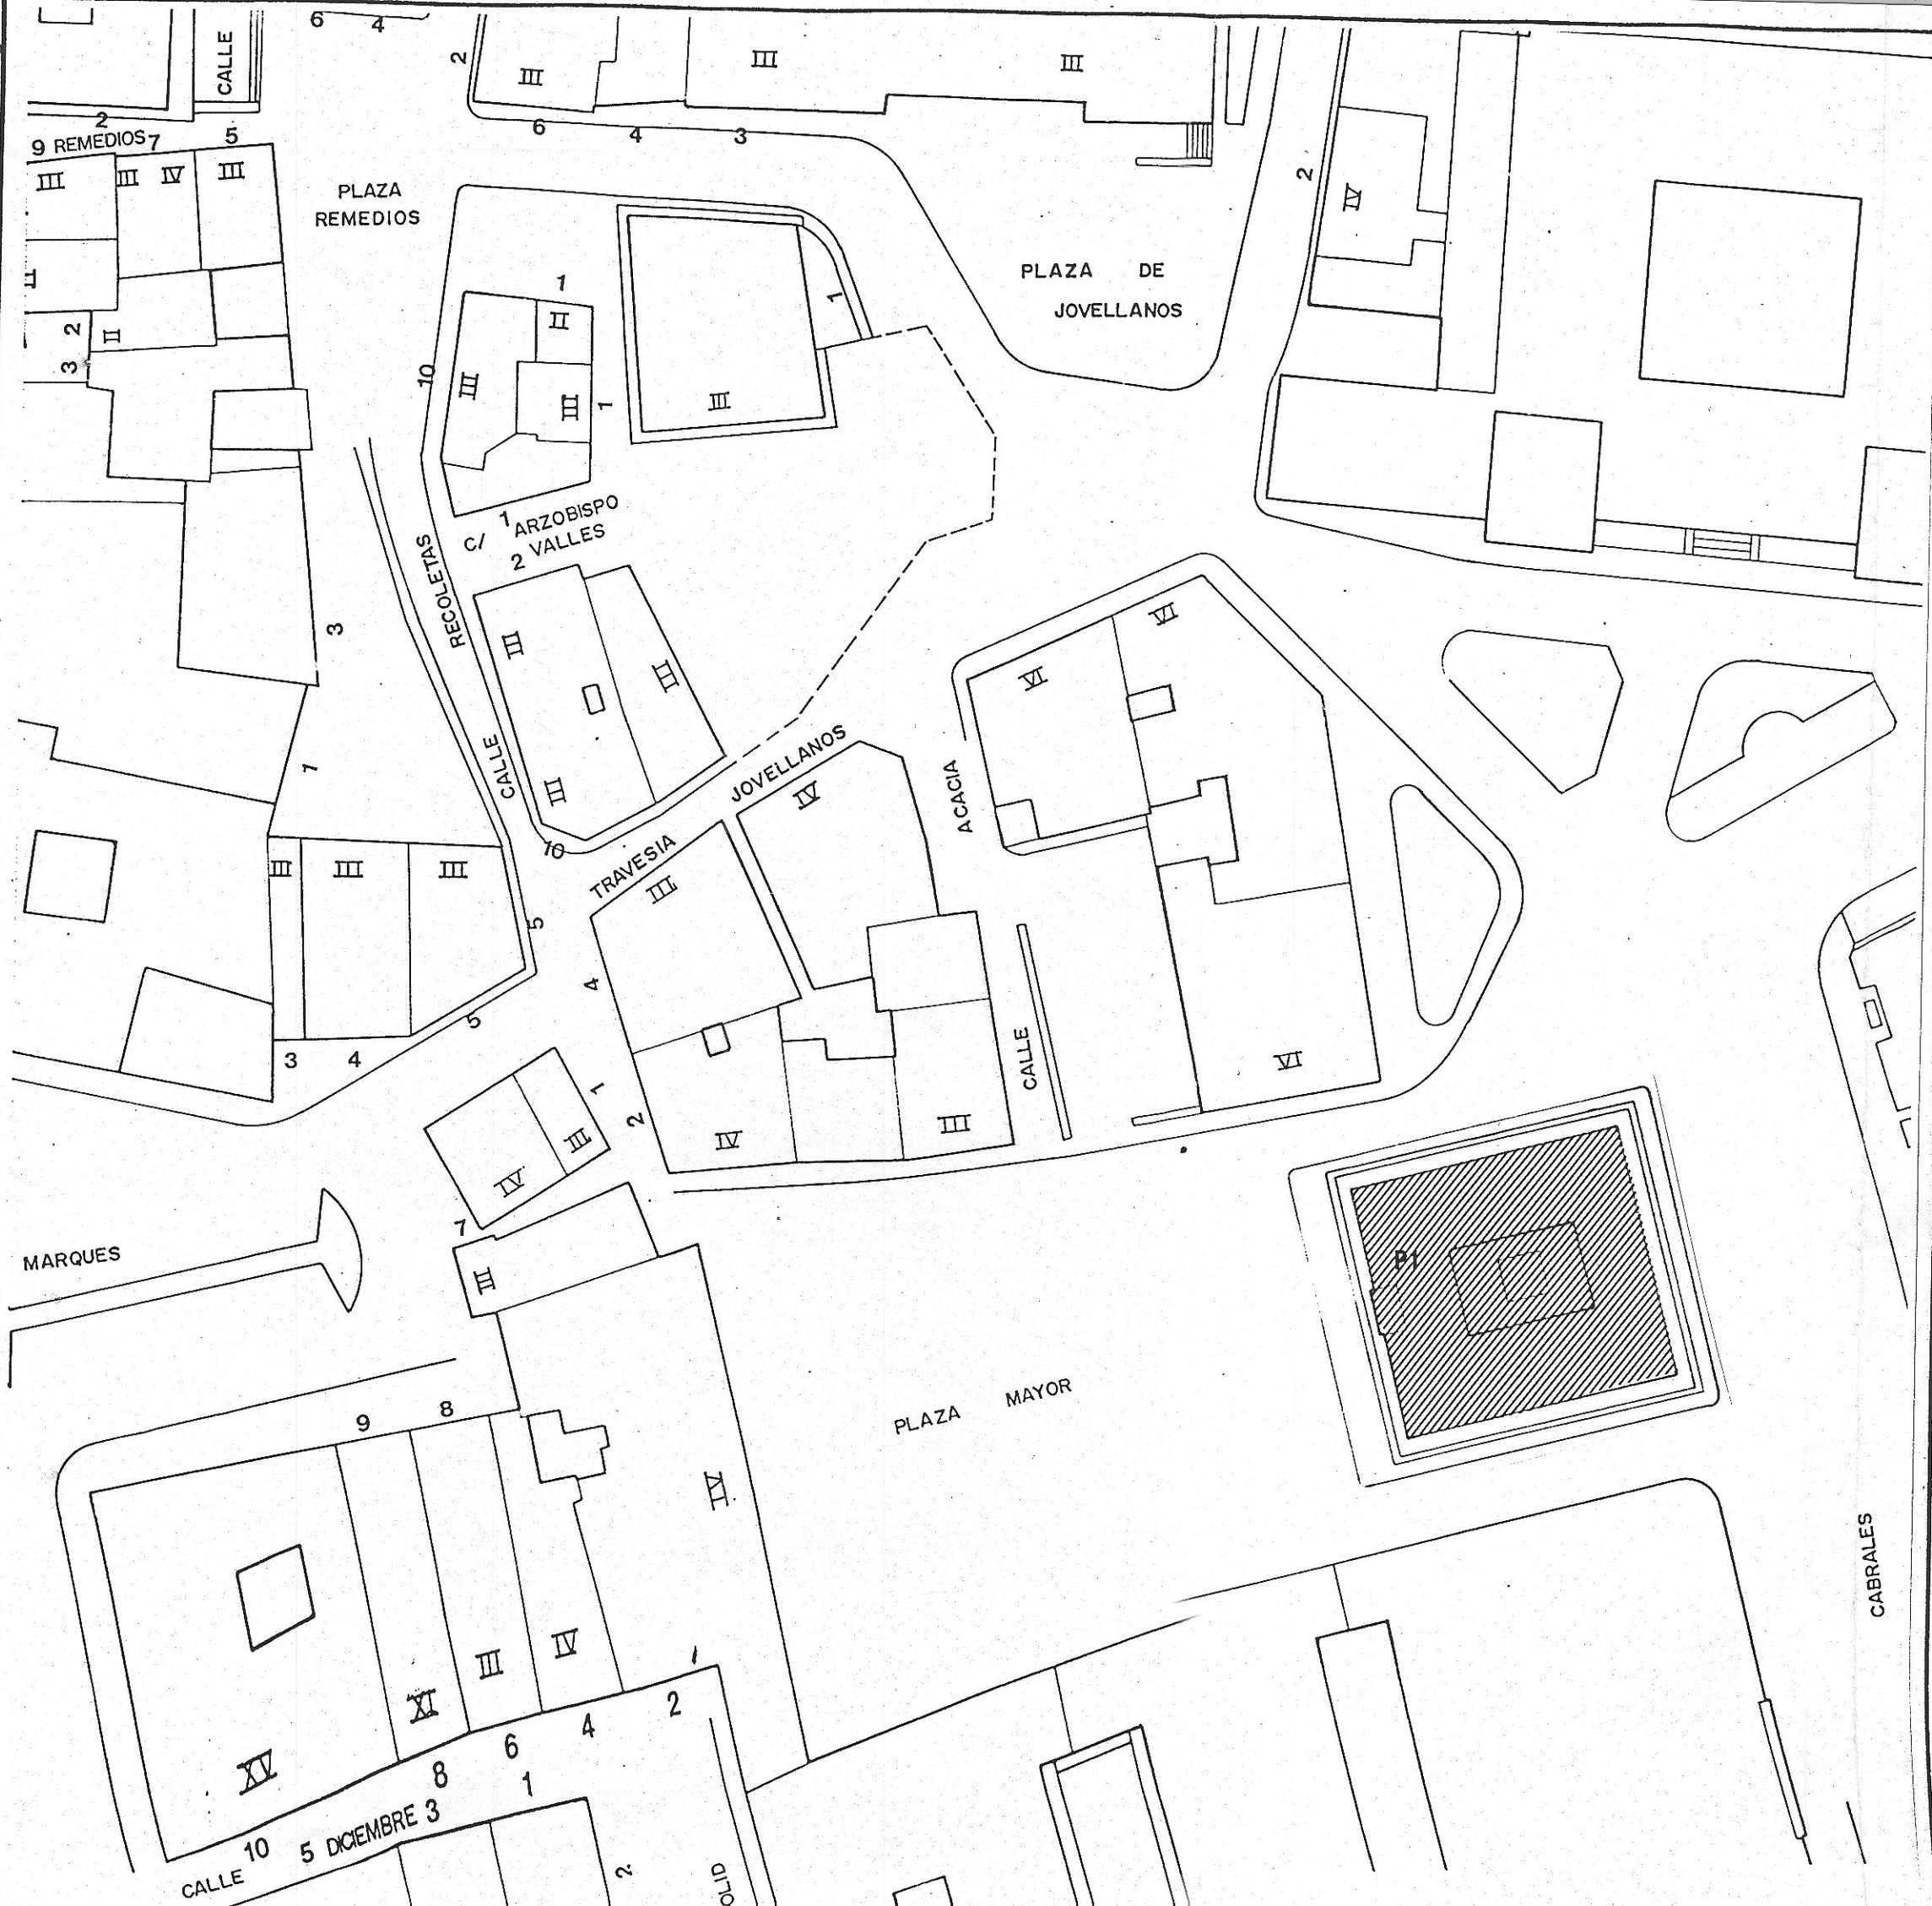 6 4
CALLE
2
III
III
III
2
9 REMEDIOS 7
5
6
4
3
III
III
IV
III
PLAZA
REMEDIOS
2
IV
PLAZA DE
JOVELLANOS
1
II
1
2
II
3
10
III
III
1
III
1
C/ ARZOBISPO
2 VALLES
RECOLETAS
3
III
II
VI
VI
1
CALLE
III
JOVELLANOS
IV
ACACIA
10
TRAVESIA
III
III
III
III
5
4
3
4
5
CALLE
VI
1
2
IV
III
III
IV
7
MARQUES
III
P1
PLAZA MAYOR
9
8
IV
CABRALES
IV
III
XI
XV
1
2
4
6
8
10
1
5 DICIEMBRE 3
CALLE
2
OLID